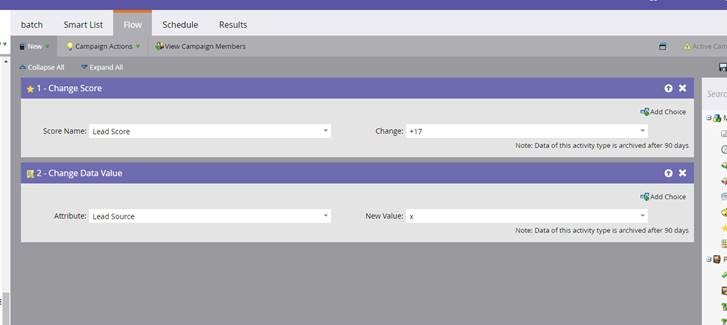 batch Smart List Flow Schedule Results
New Campaign Actions View Campaign Members Active Cam
Collapse All Expand All
1 - Change Score
Add Choice
Score Name: Lead Score Change: +17
Note: Data of this activity type is archived after 90 days
2 - Change Data Value
Add Choice
Attribute: Lead Source New Value: x
Note: Data of this activity type is archived after 90 days
Searc